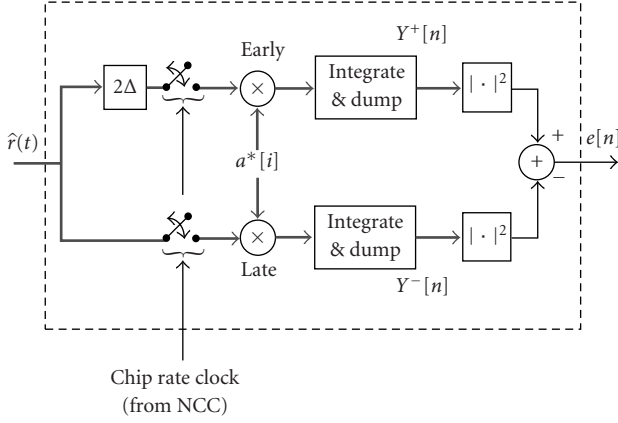 Early
Y⁺[n]
2Δ
×
Integrate
& dump
| · |²
r̂(t)
a*[i]
+
e[n]
+
−
×
Integrate
& dump
| · |²
Late
Y⁻[n]
Chip rate clock
(from NCC)